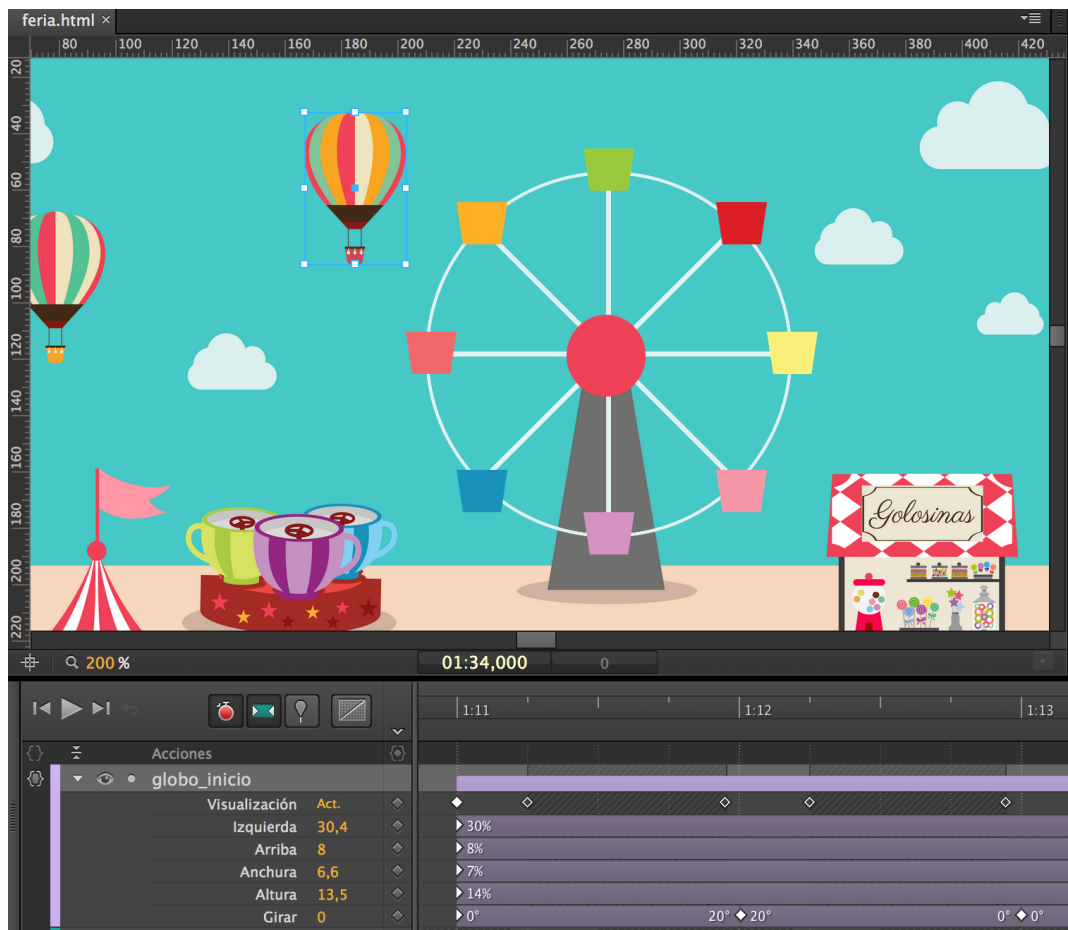 feria.html ×
80 100 120 140 160 180 200 220 240 260 280 300 320 340 360 380 400 420
20
40
60
80
100
120
140
160
180
200
220
Golosinas
200 %
01:34,000
0
1:11 1:12 1:13
{} Acciones
globo_inicio
Visualización Act.
Izquierda 30,4 30%
Arriba 8 8%
Anchura 6,6 7%
Altura 13,5 14%
Girar 0 0° 20° 20° 0° 0°